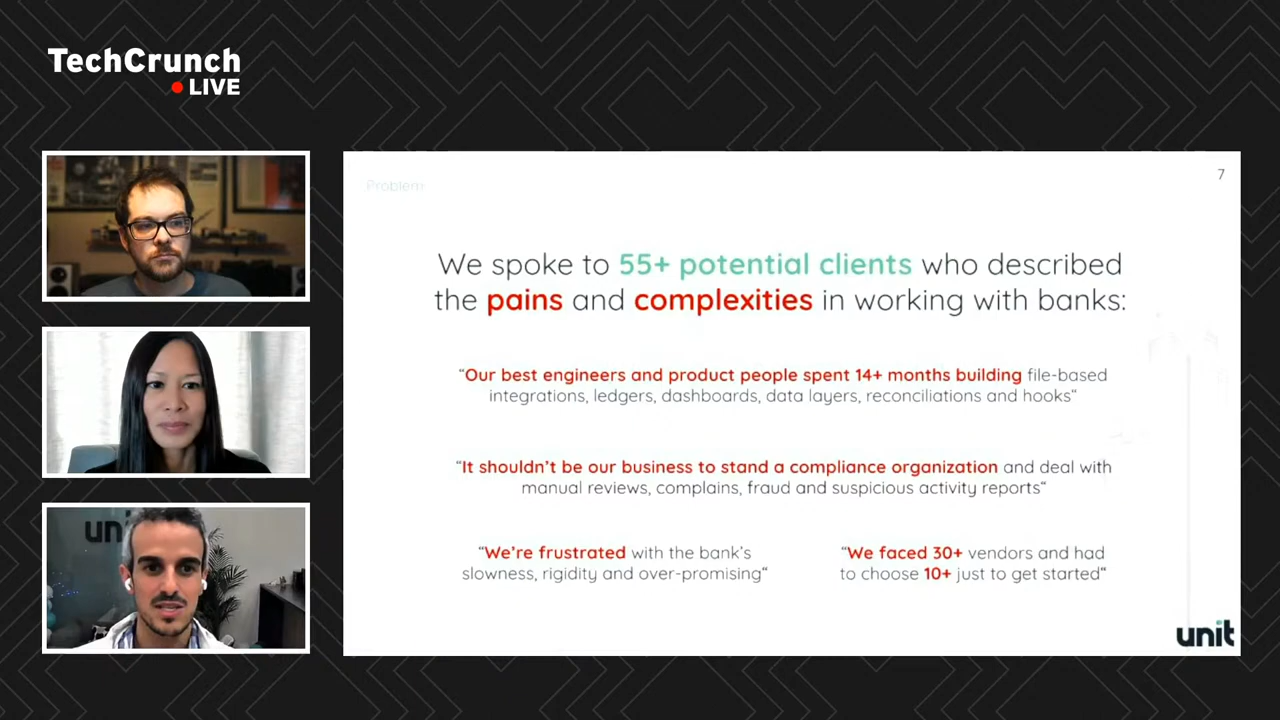 TechCrunch
LIVE
Problem
7
We spoke to 55+ potential clients who described
the pains and complexities in working with banks:
“Our best engineers and product people spent 14+ months building file-based
integrations, ledgers, dashboards, data layers, reconciliations and hooks“
“It shouldn’t be our business to stand a compliance organization and deal with
manual reviews, complains, fraud and suspicious activity reports“
“We’re frustrated with the bank’s
slowness, rigidity and over-promising“
“We faced 30+ vendors and had
to choose 10+ just to get started“
unit
unit